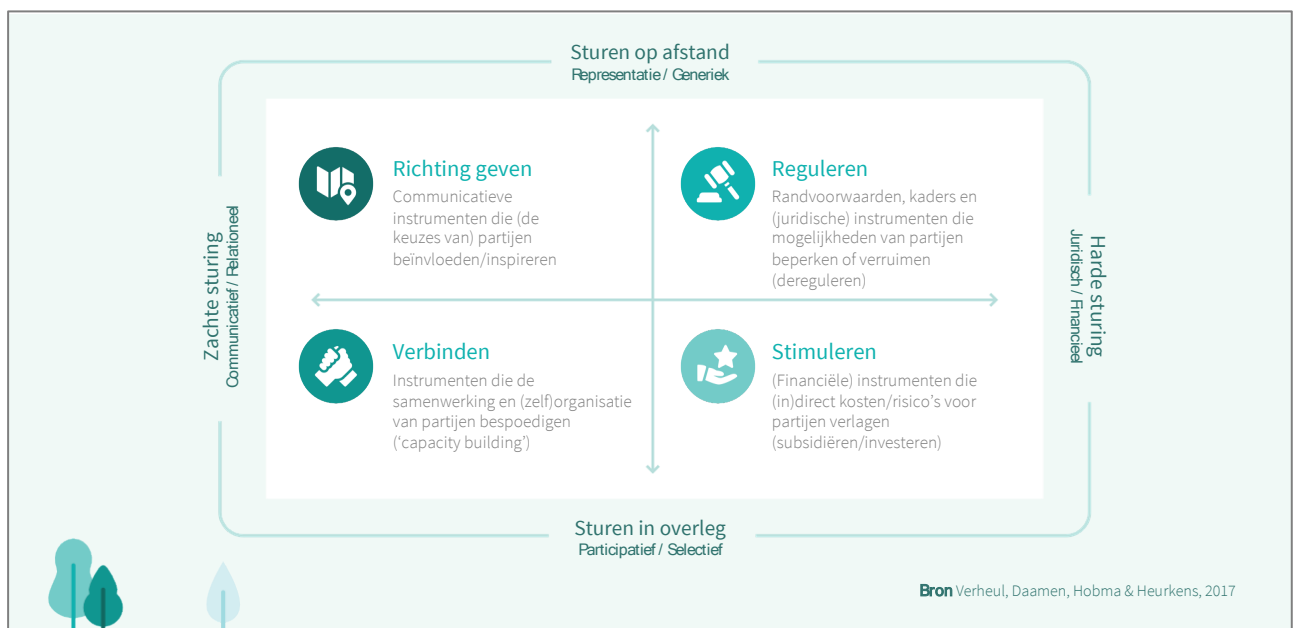 Sturen op afstand
Representatie / Generiek
Zachte sturing
Communicatief / Relationeel
Richting geven
Communicatieve
instrumenten die (de
keuzes van) partijen
beïnvloeden/inspireren
Reguleren
Randvoorwaarden, kaders en
(juridische) instrumenten die
mogelijkheden van partijen
beperken of verruimen
(dereguleren)
Harde sturing
Juridisch / Financieel
Verbinden
Instrumenten die de
samenwerking en (zelf)organisatie
van partijen bespoedigen
(‘capacity building’)
Stimuleren
(Financiële) instrumenten die
(in)direct kosten/risico’s voor
partijen verlagen
(subsidiëren/investeren)
Sturen in overleg
Participatief / Selectief
Bron Verheul, Daamen, Hobma & Heurkens, 2017